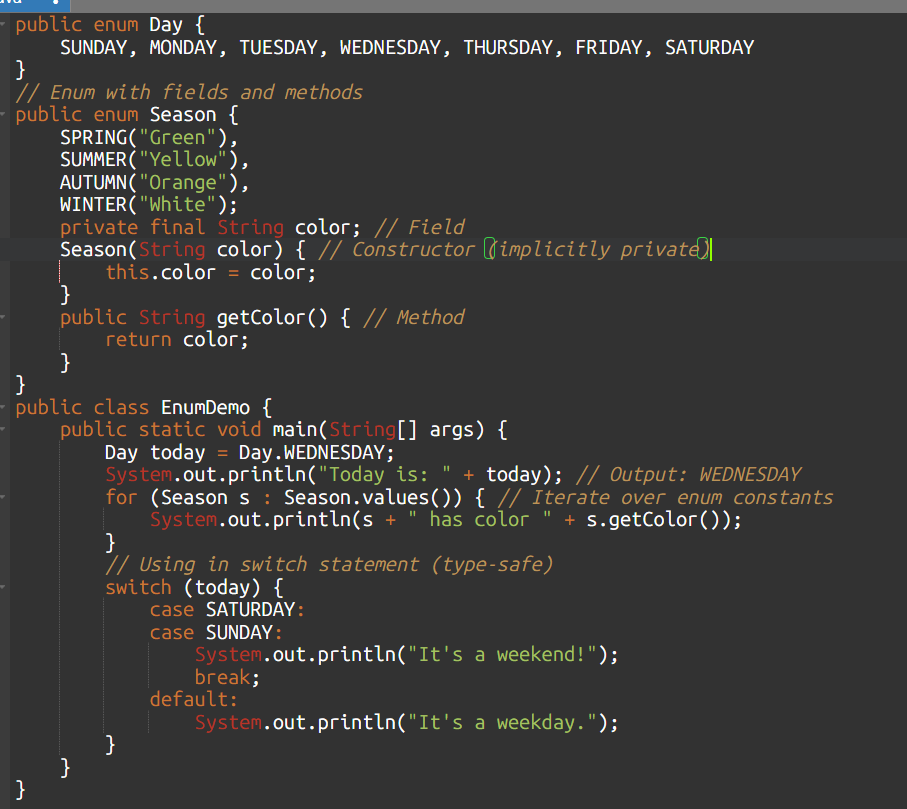 public enum Day {
    SUNDAY, MONDAY, TUESDAY, WEDNESDAY, THURSDAY, FRIDAY, SATURDAY
}
// Enum with fields and methods
public enum Season {
    SPRING("Green"),
    SUMMER("Yellow"),
    AUTUMN("Orange"),
    WINTER("White");
    private final String color; // Field
    Season(String color) { // Constructor (implicitly private)
        this.color = color;
    }
    public String getColor() { // Method
        return color;
    }
}
public class EnumDemo {
    public static void main(String[] args) {
        Day today = Day.WEDNESDAY;
        System.out.println("Today is: " + today); // Output: WEDNESDAY
        for (Season s : Season.values()) { // Iterate over enum constants
            System.out.println(s + " has color " + s.getColor());
        }
        // Using in switch statement (type-safe)
        switch (today) {
            case SATURDAY:
            case SUNDAY:
                System.out.println("It's a weekend!");
                break;
            default:
                System.out.println("It's a weekday.");
        }
    }
}